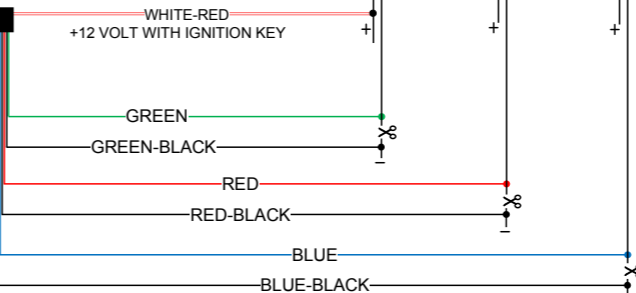 WHITE-RED
+12 VOLT WITH IGNITION KEY
+
+
+
GREEN
GREEN-BLACK
−
RED
RED-BLACK
−
BLUE
BLUE-BLACK